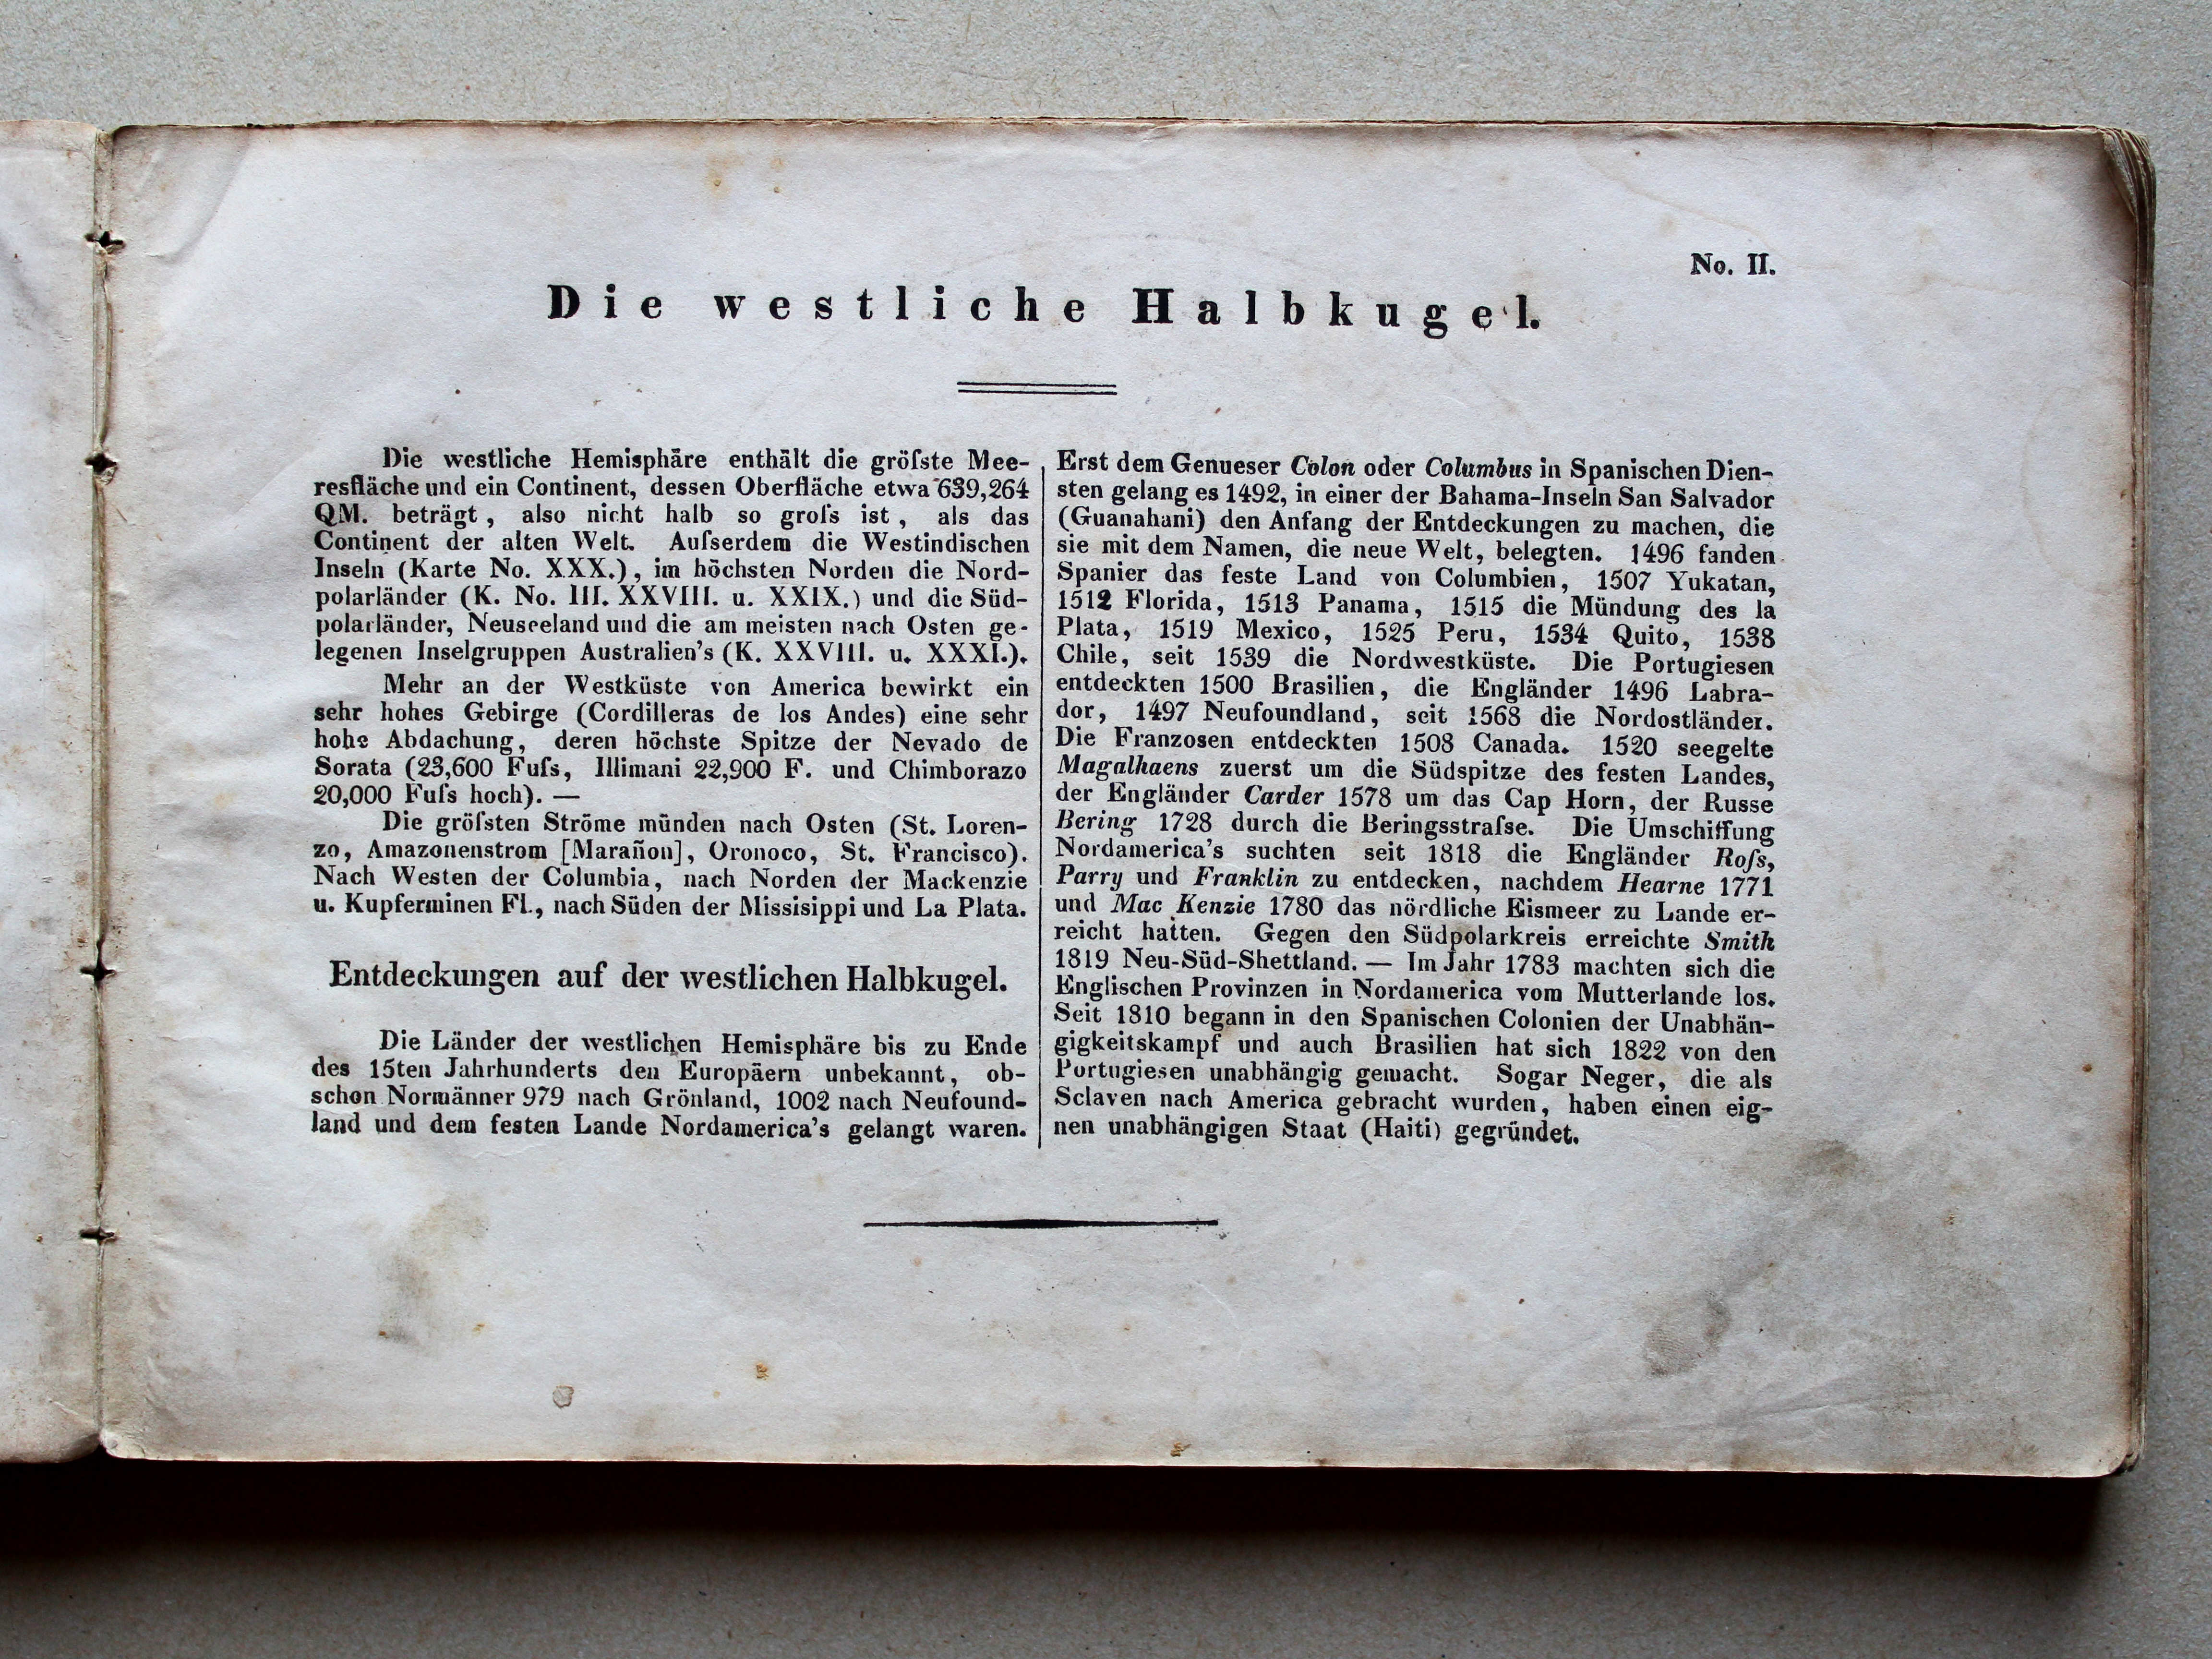 No. II.
Die westliche Halbkugel.
Die westliche Hemisphäre enthält die gröſste Mee-
resfläche und ein Continent, dessen Oberfläche etwa 639,264
QM. beträgt, also nicht halb so groſs ist, als das
Continent der alten Welt. Auſserdem die Westindischen
Inseln (Karte No. XXX.), im höchsten Norden die Nord-
polarländer (K. No. III. XXVIII. u. XXIX.) und die Süd-
polarländer, Neuseeland und die am meisten nach Osten ge-
legenen Inselgruppen Australien's (K. XXVIII. u. XXXI.).
Mehr an der Westküste von America bewirkt ein
sehr hohes Gebirge (Cordilleras de los Andes) eine sehr
hohe Abdachung, deren höchste Spitze der Nevado de
Sorata (23,600 Fuſs, Illimani 22,900 F. und Chimborazo
20,000 Fuſs hoch). —
Die gröſsten Ströme münden nach Osten (St. Loren-
zo, Amazonenstrom [Marañon], Oronoco, St. Francisco).
Nach Westen der Columbia, nach Norden der Mackenzie
u. Kupferminen Fl., nach Süden der Missisippi und La Plata.
Entdeckungen auf der westlichen Halbkugel.
Die Länder der westlichen Hemisphäre bis zu Ende
des 15ten Jahrhunderts den Europäern unbekannt, ob-
schon Normänner 979 nach Grönland, 1002 nach Neufound-
land und dem festen Lande Nordamerica's gelangt waren.
Erst dem Genueser Colon oder Columbus in Spanischen Dien-
sten gelang es 1492, in einer der Bahama-Inseln San Salvador
(Guanahani) den Anfang der Entdeckungen zu machen, die
sie mit dem Namen, die neue Welt, belegten. 1496 fanden
Spanier das feste Land von Columbien, 1507 Yukatan,
1512 Florida, 1513 Panama, 1515 die Mündung des la
Plata, 1519 Mexico, 1525 Peru, 1534 Quito, 1538
Chile, seit 1539 die Nordwestküste. Die Portugiesen
entdeckten 1500 Brasilien, die Engländer 1496 Labra-
dor, 1497 Neufoundland, seit 1568 die Nordostländer.
Die Franzosen entdeckten 1508 Canada. 1520 seegelte
Magalhaens zuerst um die Südspitze des festen Landes,
der Engländer Carder 1578 um das Cap Horn, der Russe
Bering 1728 durch die Beringsstraſse. Die Umschiffung
Nordamerica's suchten seit 1818 die Engländer Roſs,
Parry und Franklin zu entdecken, nachdem Hearne 1771
und Mac Kenzie 1780 das nördliche Eismeer zu Lande er-
reicht hatten. Gegen den Südpolarkreis erreichte Smith
1819 Neu-Süd-Shettland. — Im Jahr 1783 machten sich die
Englischen Provinzen in Nordamerica vom Mutterlande los.
Seit 1810 begann in den Spanischen Colonien der Unabhän-
gigkeitskampf und auch Brasilien hat sich 1822 von den
Portugiesen unabhängig gemacht. Sogar Neger, die als
Sclaven nach America gebracht wurden, haben einen eig-
nen unabhängigen Staat (Haiti) gegründet.